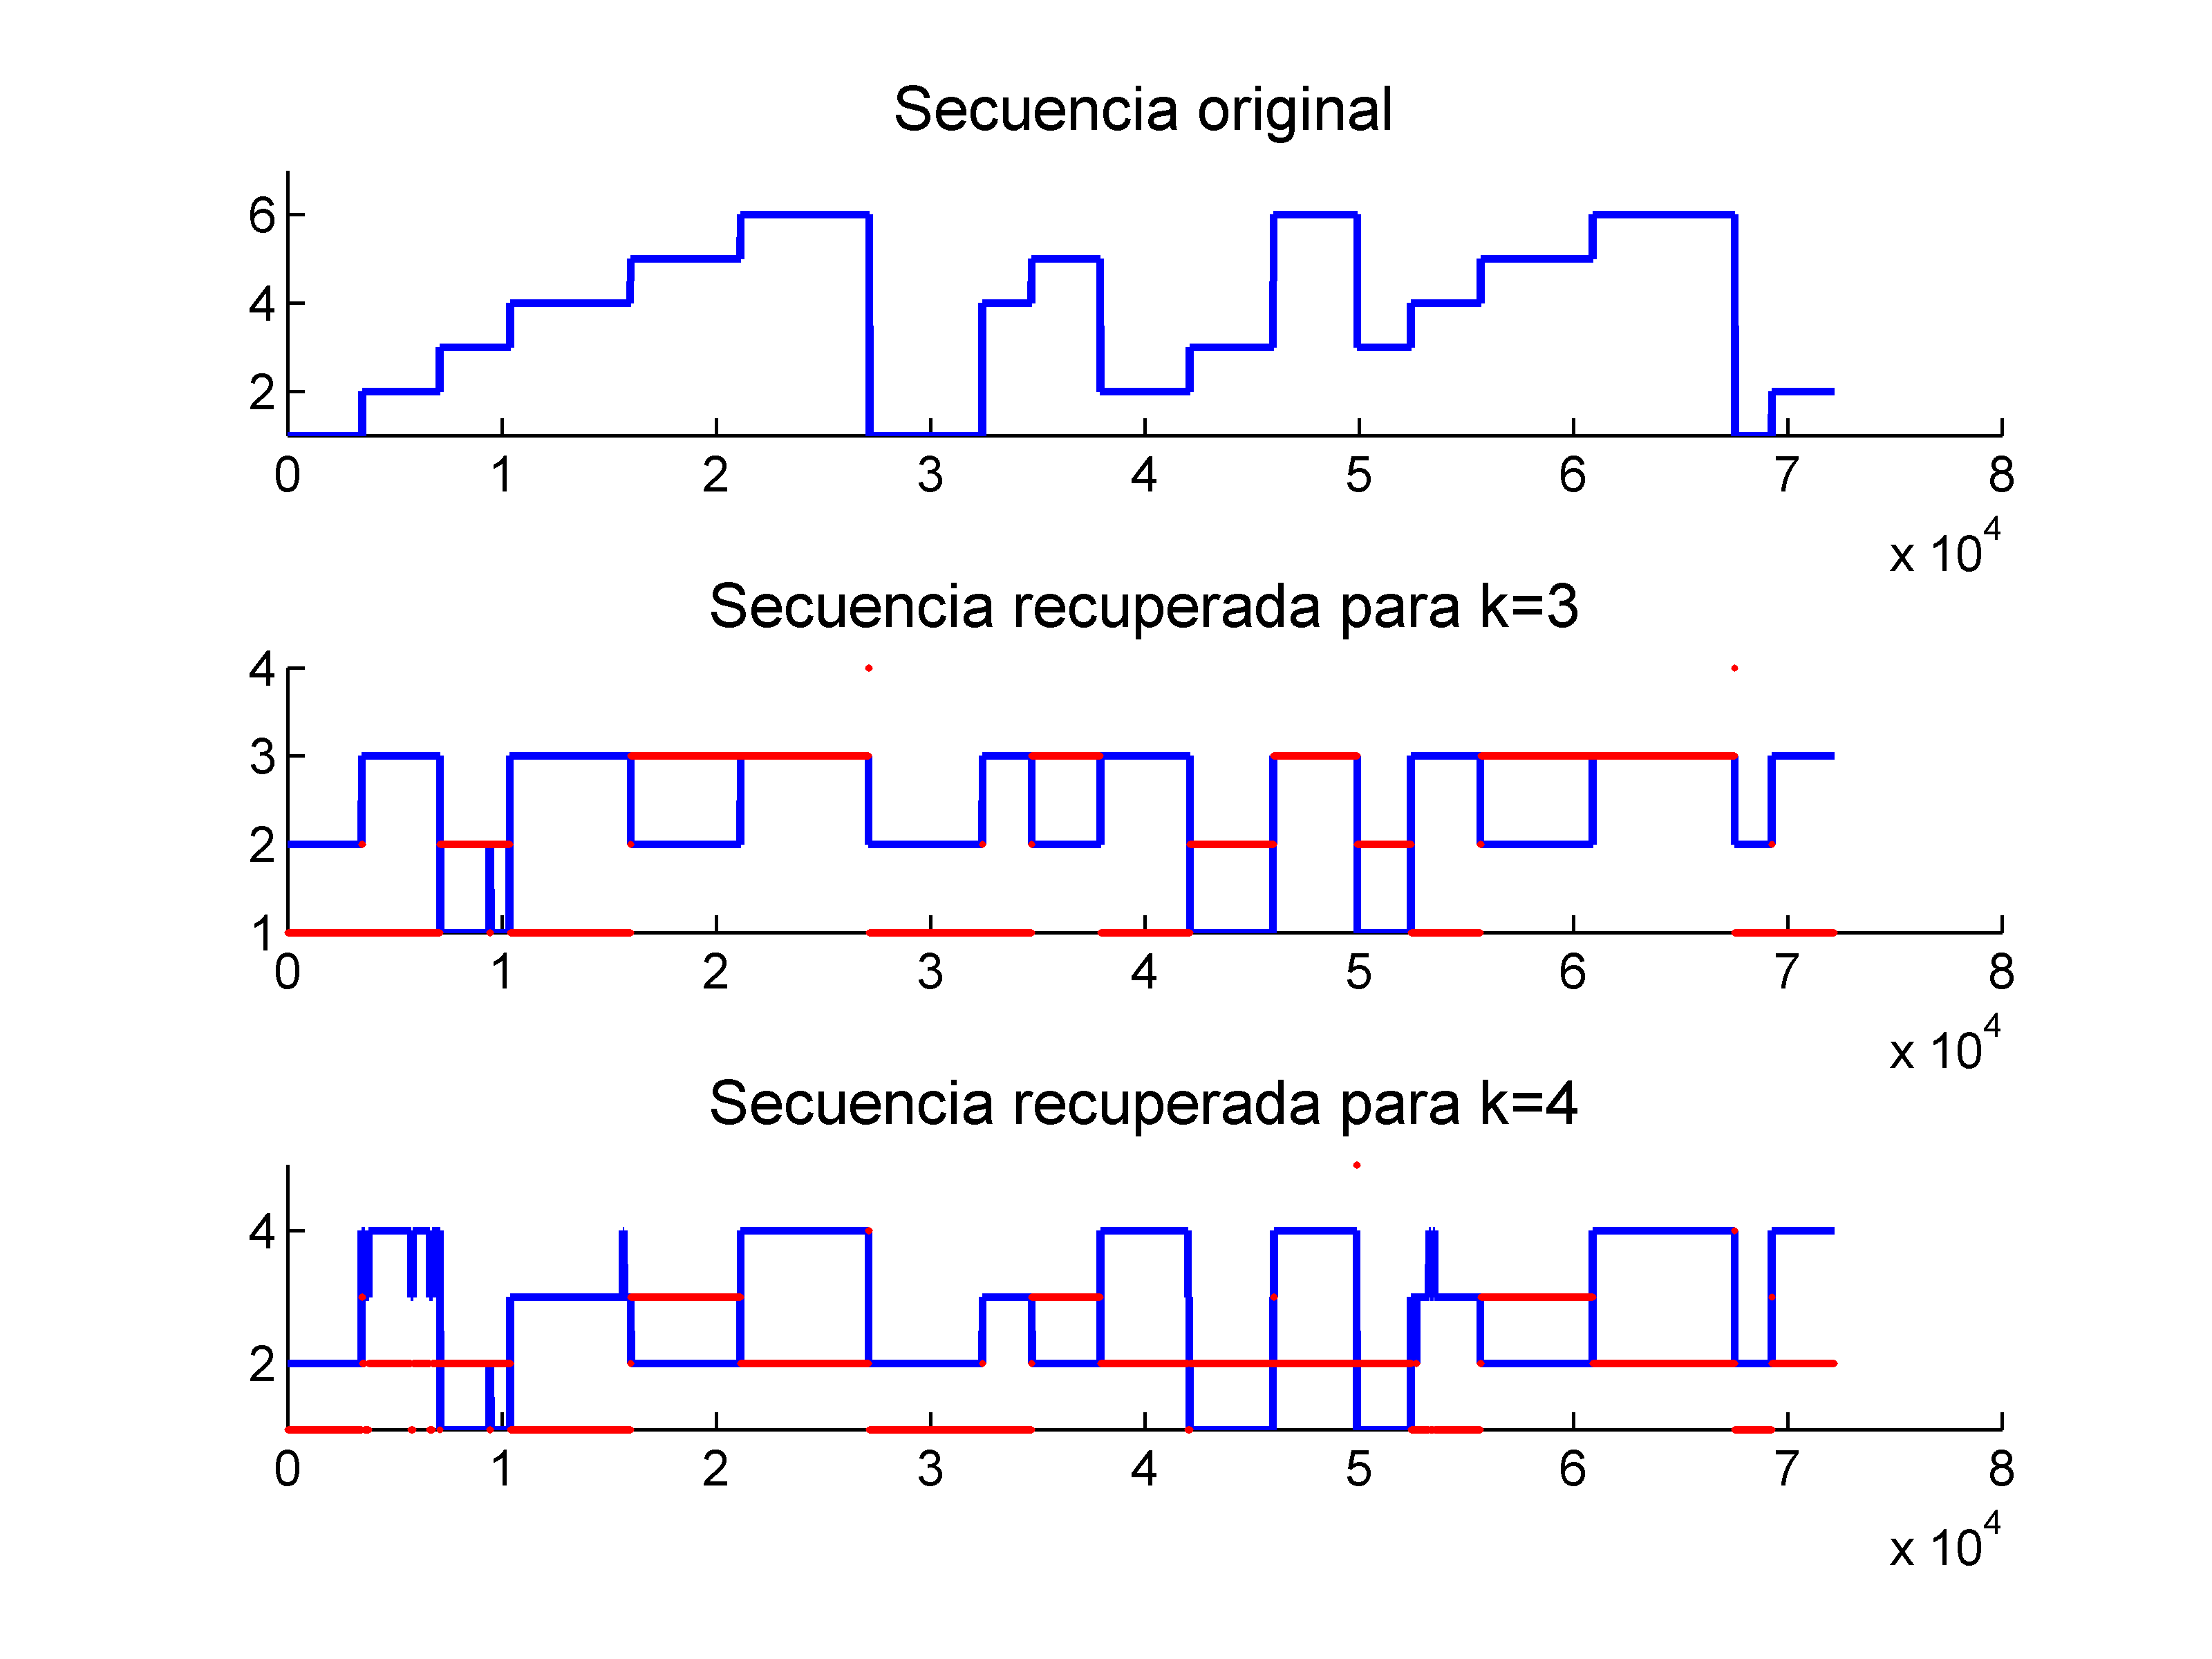 Secuencia original
6
4
2
0 1 2 3 4 5 6 7 8
x 10^4
Secuencia recuperada para k=3
4
3
2
1
0 1 2 3 4 5 6 7 8
x 10^4
Secuencia recuperada para k=4
4
2
0 1 2 3 4 5 6 7 8
x 10^4